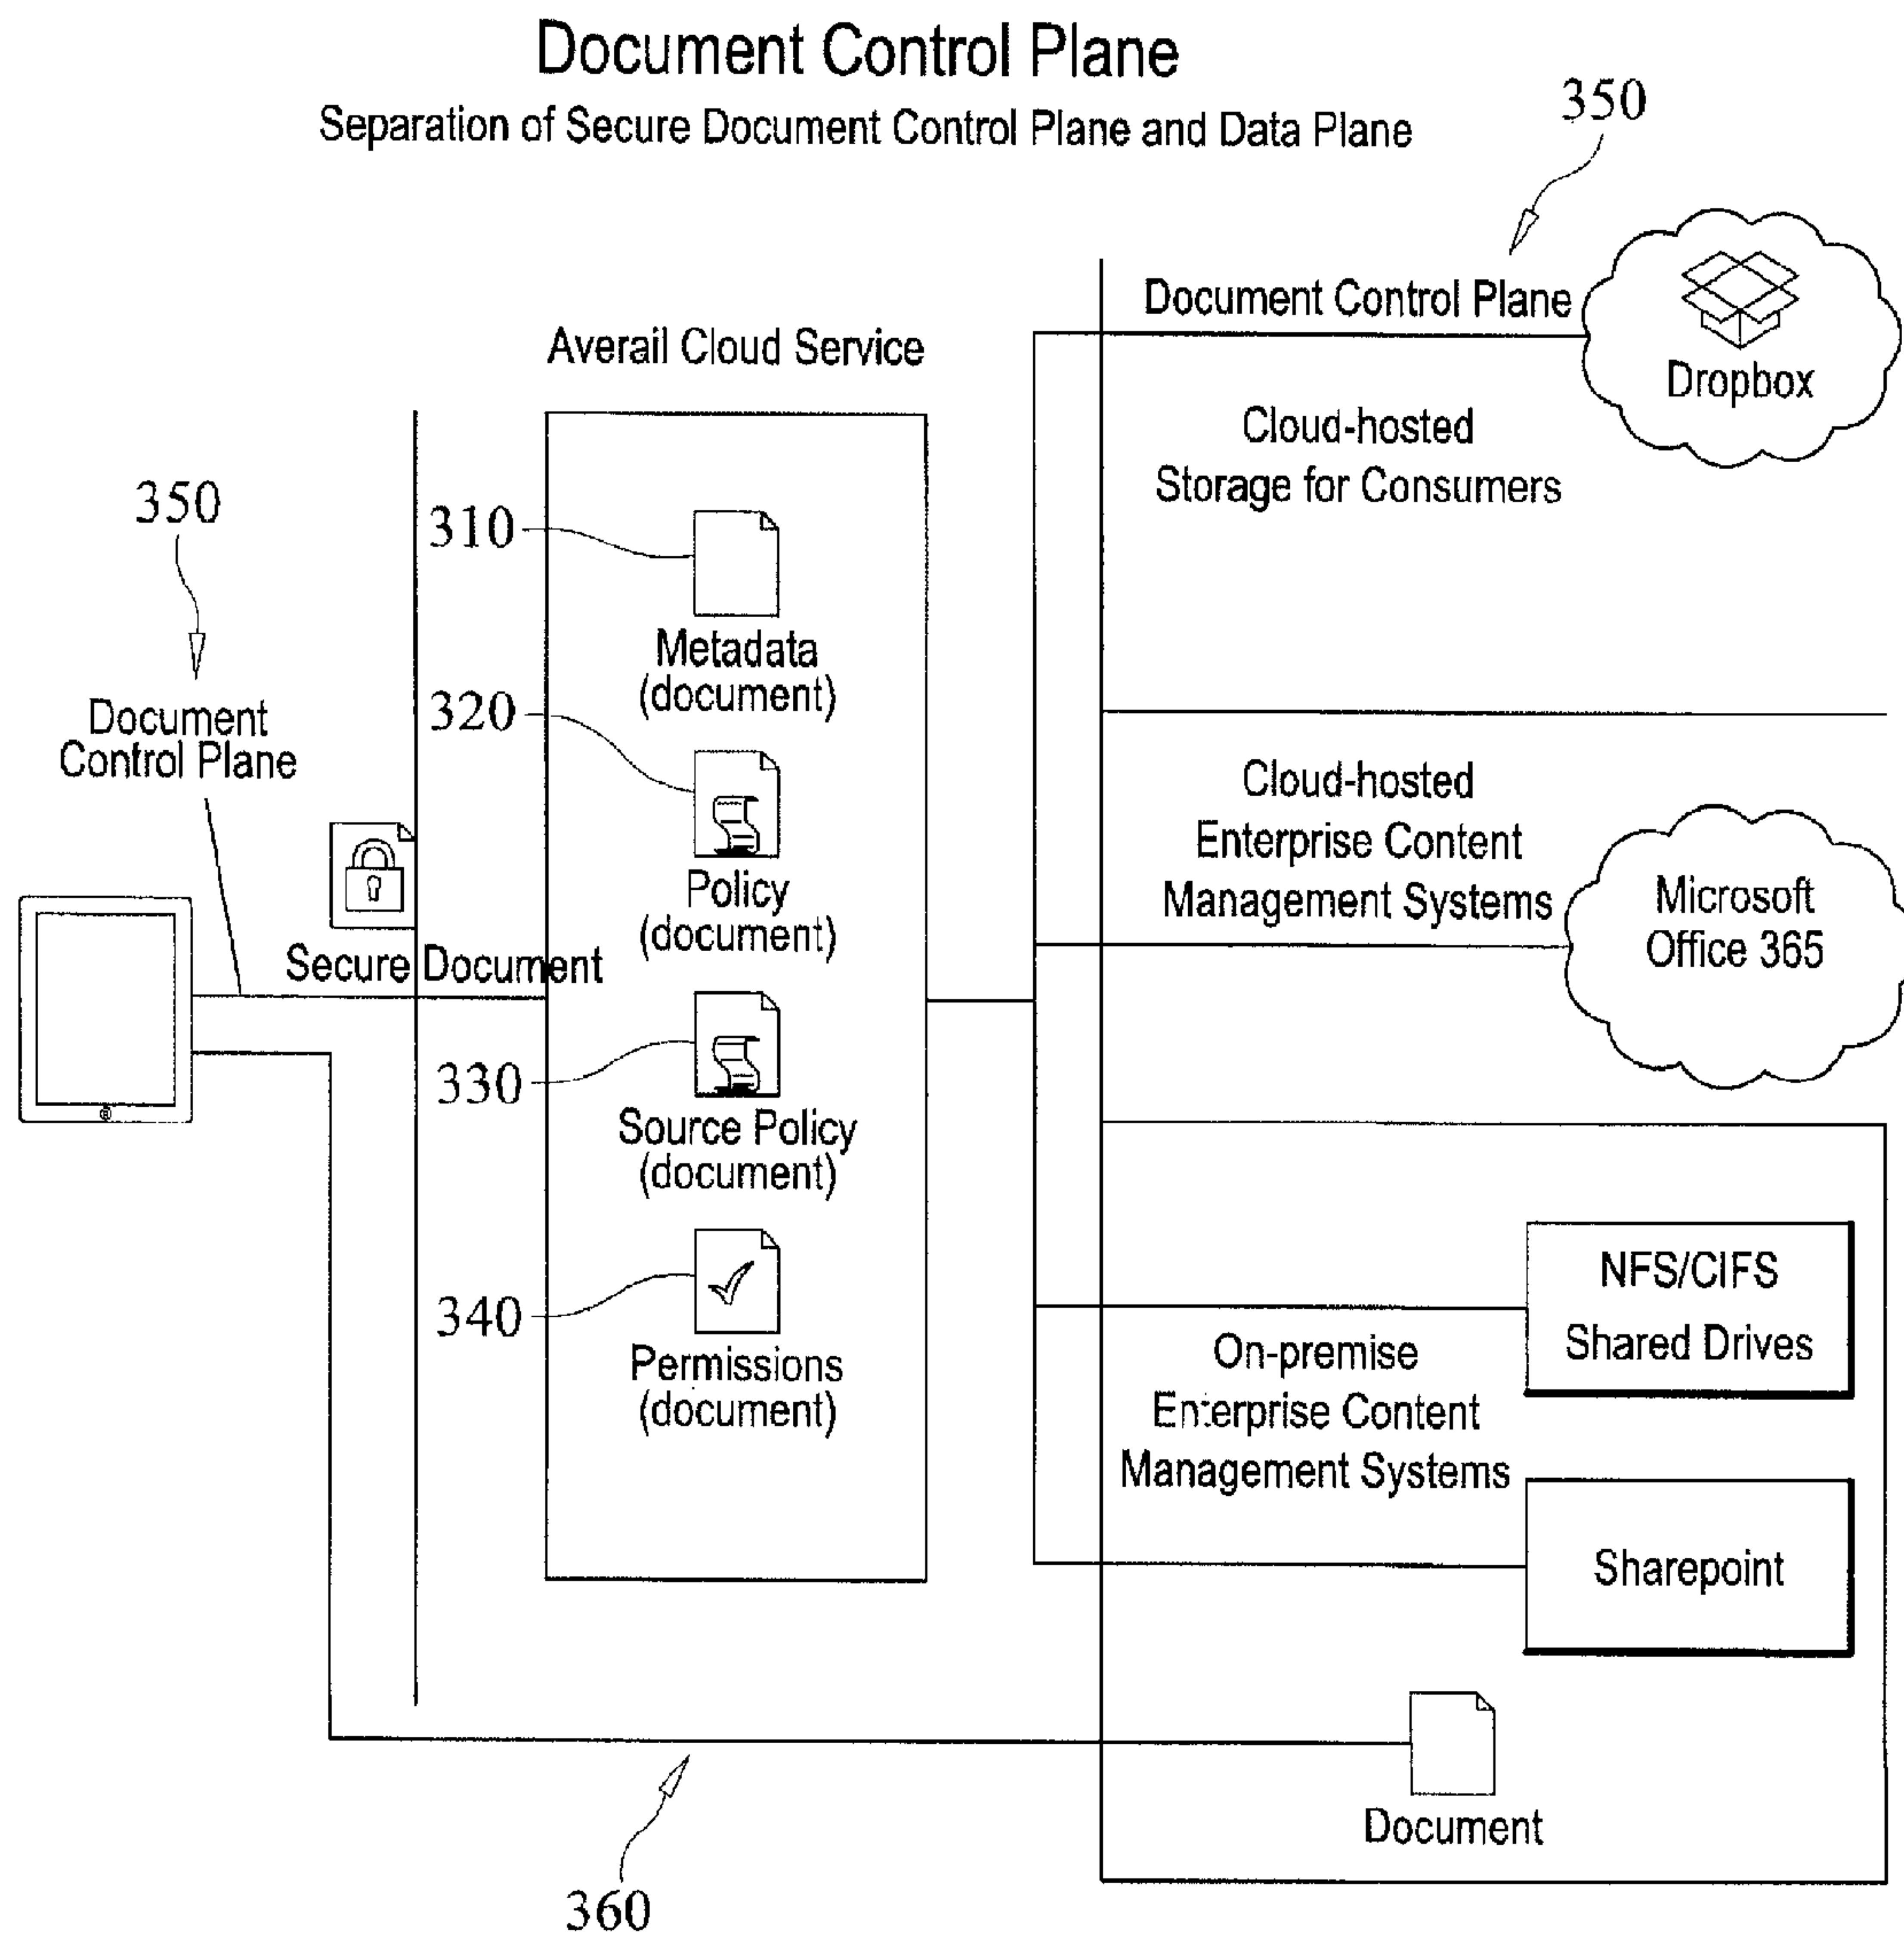 Document Control Plane
Separation of Secure Document Control Plane and Data Plane
350
Document Control Plane
Dropbox
Cloud-hosted
Storage for Consumers
Averail Cloud Service
350
310
Metadata
(document)
320
Document
Control Plane
Policy
(document)
Secure Document
330
Source Policy
(document)
340
Permissions
(document)
Cloud-hosted
Enterprise Content
Management Systems
Microsoft
Office 365
NFS/CIFS
Shared Drives
On-premise
Enterprise Content
Management Systems
Sharepoint
Document
360